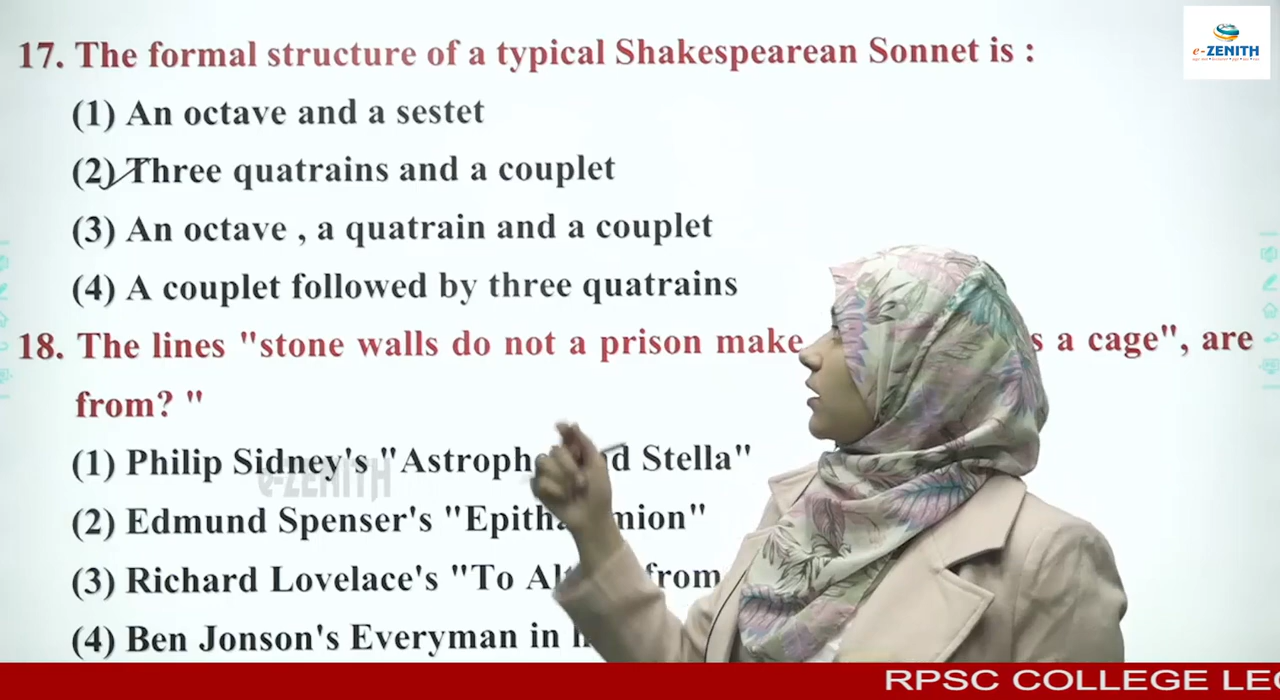 e-ZENITH
17. The formal structure of a typical Shakespearean Sonnet is :
(1) An octave and a sestet
(2) Three quatrains and a couplet
(3) An octave , a quatrain and a couplet
(4) A couplet followed by three quatrains
18. The lines "stone walls do not a prison make s a cage", are
from? "
(1) Philip Sidney's "Astroph d Stella"
(2) Edmund Spenser's "Epith mion"
(3) Richard Lovelace's "To Al from
(4) Ben Jonson's Everyman in
e-ZENITH
RPSC COLLEGE LEC